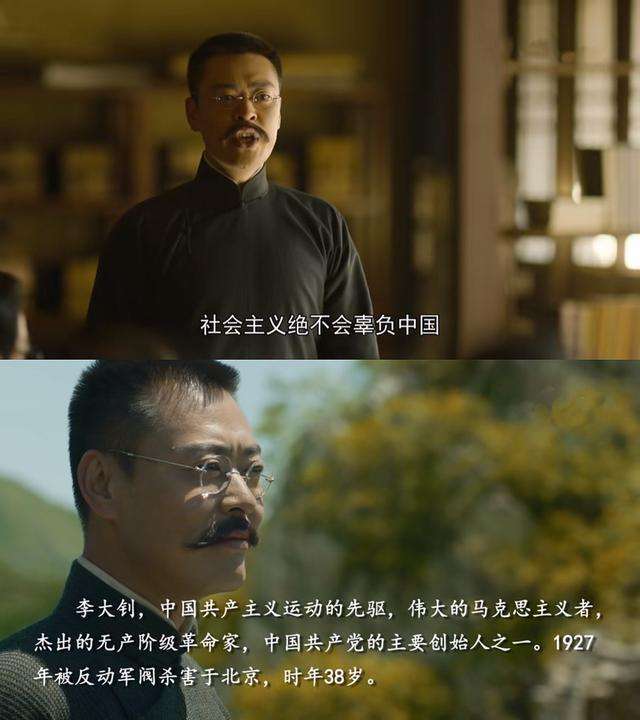 社会主义绝不会辜负中国
李大钊，中国共产主义运动的先驱，伟大的马克思主义者，
杰出的无产阶级革命家，中国共产党的主要创始人之一。1927
年被反动军阀杀害于北京，时年38岁。